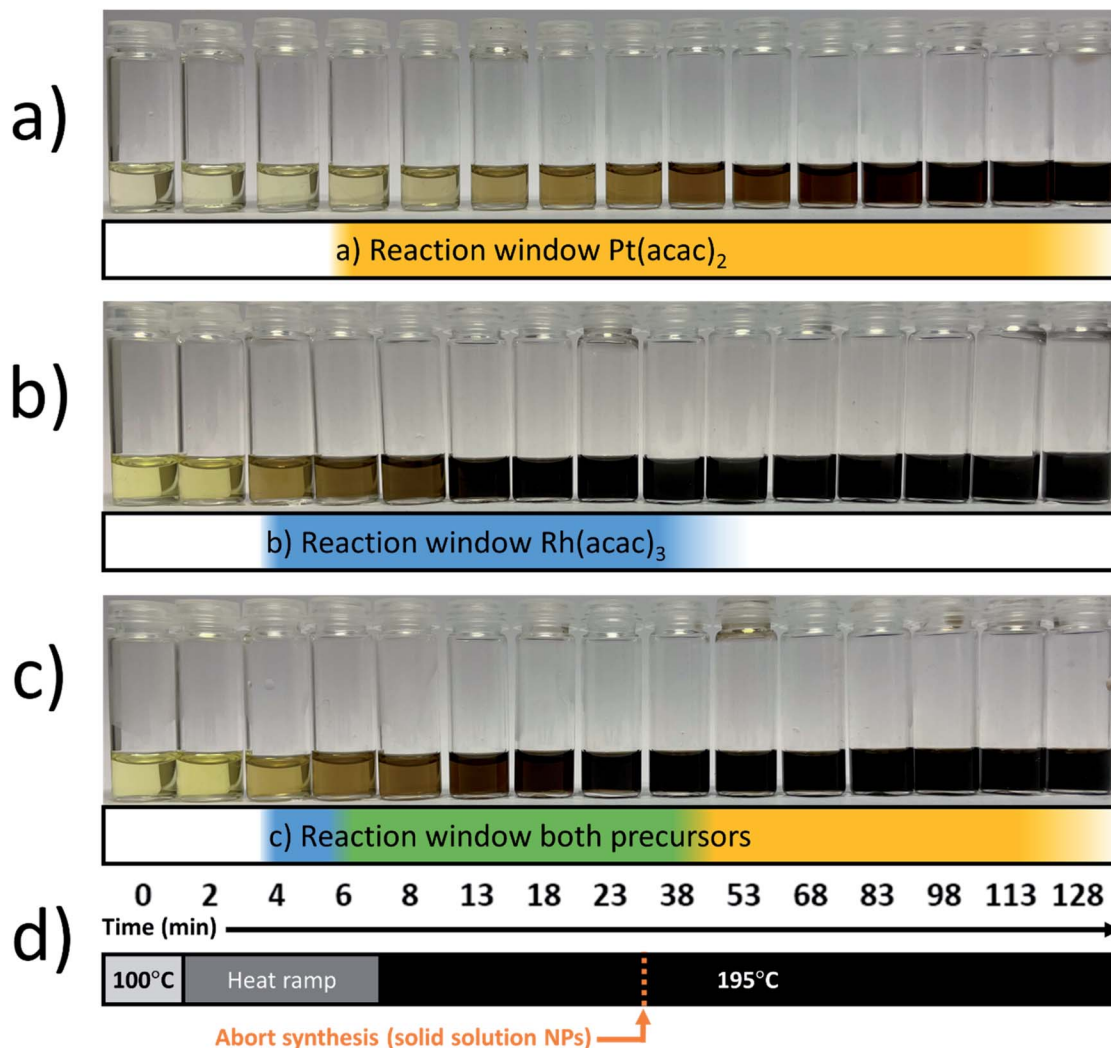 a)
a) Reaction window Pt(acac)₂
b)
b) Reaction window Rh(acac)₃
c)
c) Reaction window both precursors
0 2 4 6 8 13 18 23 38 53 68 83 98 113 128
d)
Time (min)
100°C Heat ramp 195°C
Abort synthesis (solid solution NPs)